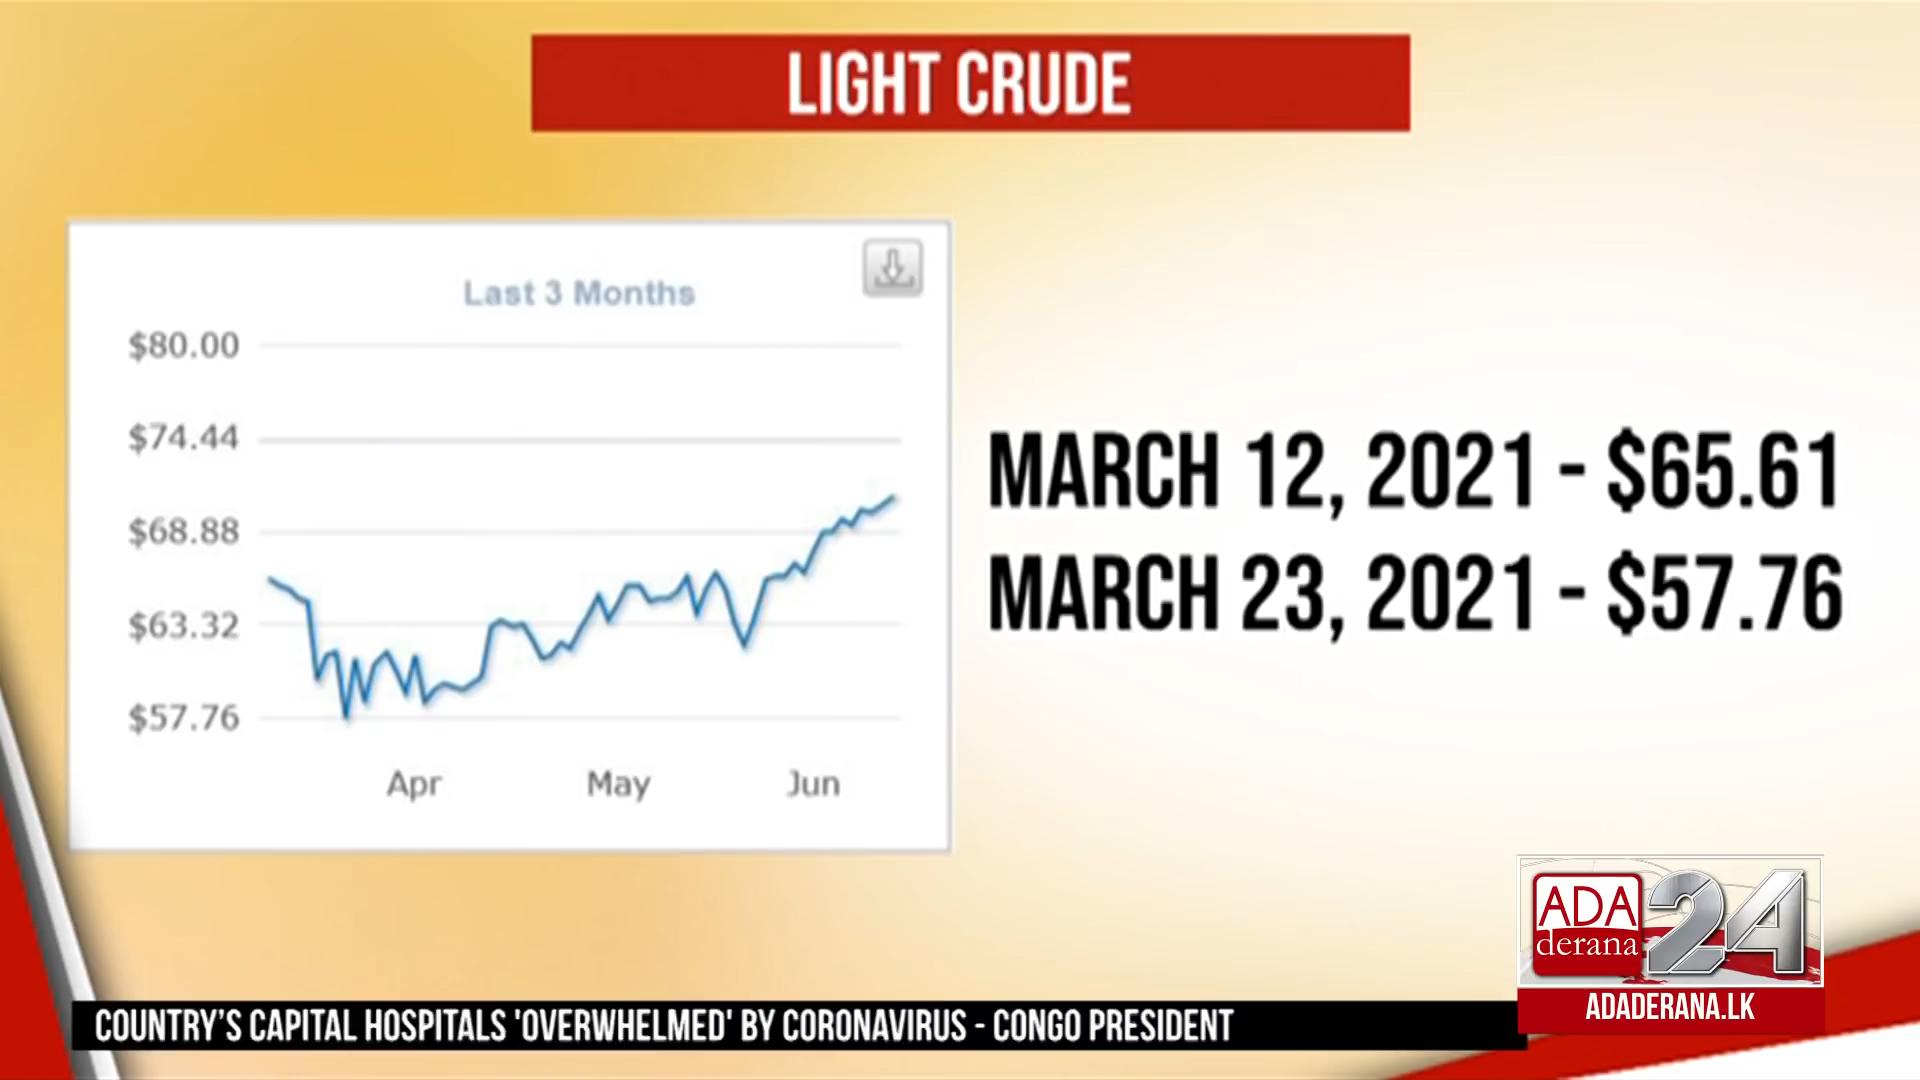 LIGHT CRUDE
Last 3 Months
$80.00
$74.44
$68.88
$63.32
$57.76
Apr May Jun
MARCH 12, 2021 - $65.61
MARCH 23, 2021 - $57.76
ADA
derana
24
ADADERANA.LK
COUNTRY'S CAPITAL HOSPITALS 'OVERWHELMED' BY CORONAVIRUS - CONGO PRESIDENT